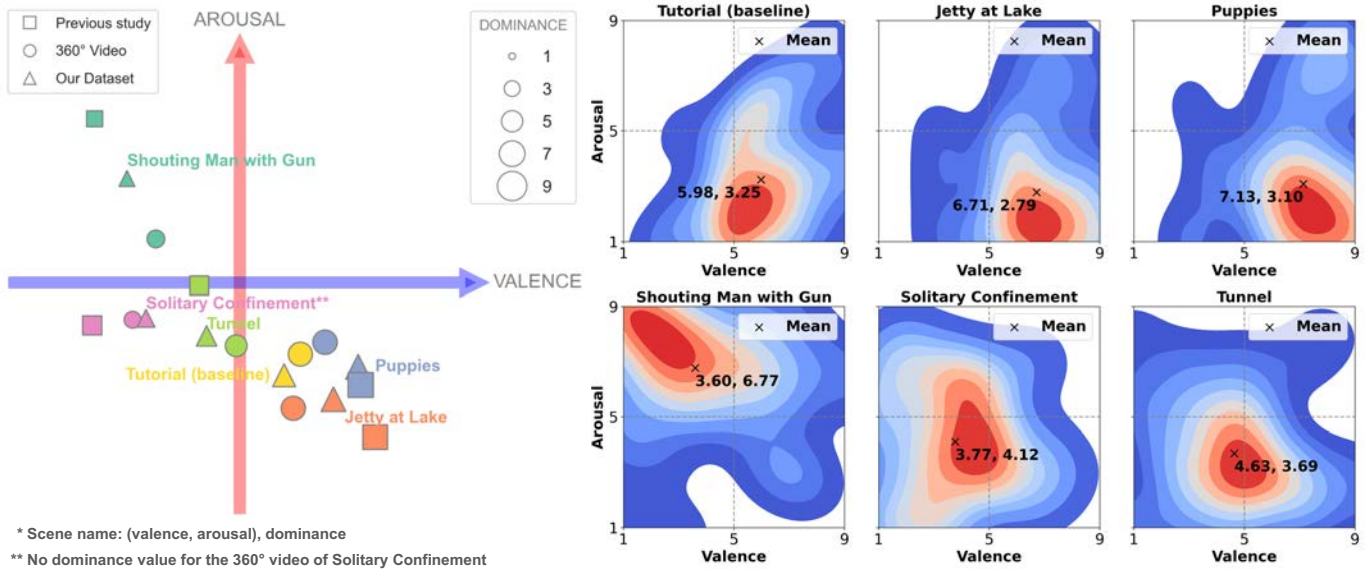 AROUSAL
Previous study
360° Video
Our Dataset
DOMINANCE
1
3
5
7
9
Shouting Man with Gun
VALENCE
Solitary Confinement**
Tunnel
Tutorial (baseline)
Puppies
Jetty at Lake
* Scene name: (valence, arousal), dominance
** No dominance value for the 360° video of Solitary Confinement
Tutorial (baseline)
Mean
5.98, 3.25
Arousal
9
5
1
1 5 9
Valence
Jetty at Lake
Mean
6.71, 2.79
1 5 9
Valence
Puppies
Mean
7.13, 3.10
1 5 9
Valence
Shouting Man with Gun
Mean
3.60, 6.77
Arousal
9
5
1
1 5 9
Valence
Solitary Confinement
Mean
3.77, 4.12
1 5 9
Valence
Tunnel
Mean
4.63, 3.69
1 5 9
Valence